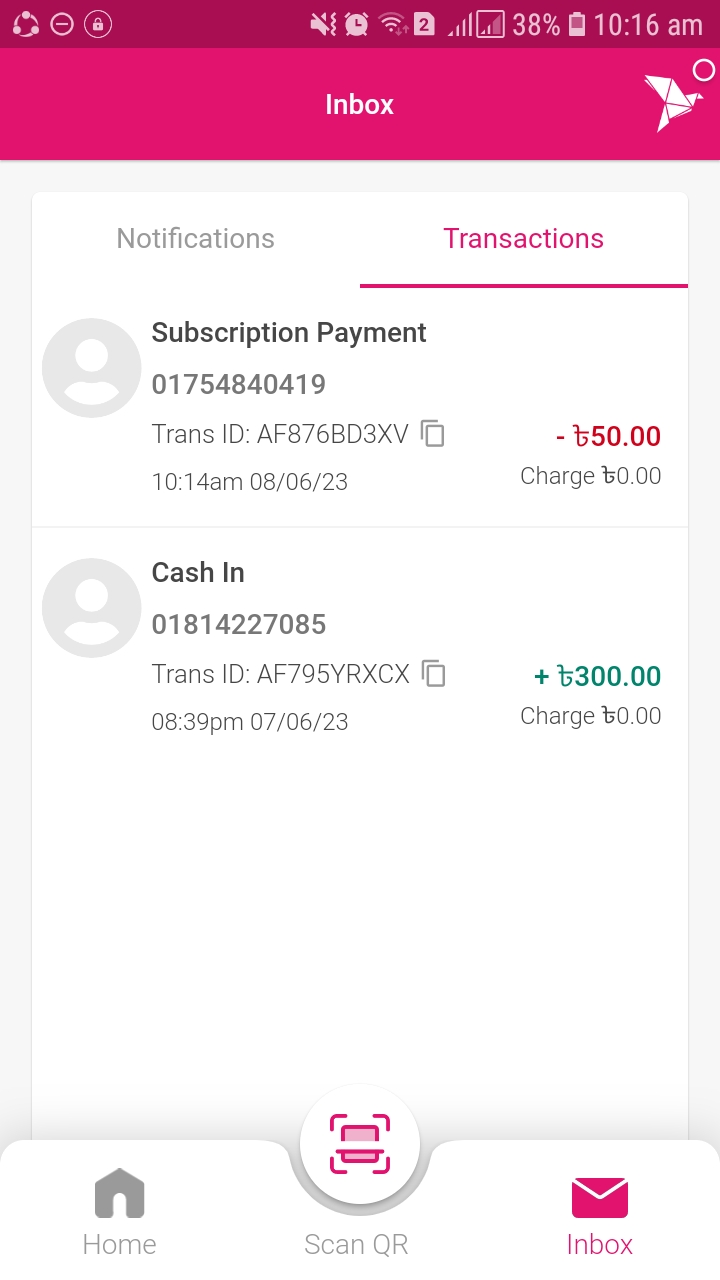 2 38% 10:16 am
Inbox
Notifications Transactions
Subscription Payment
01754840419
Trans ID: AF876BD3XV
- ৳50.00
10:14am 08/06/23
Charge ৳0.00
Cash In
01814227085
Trans ID: AF795YRXCX
+ ৳300.00
08:39pm 07/06/23
Charge ৳0.00
Home Scan QR Inbox